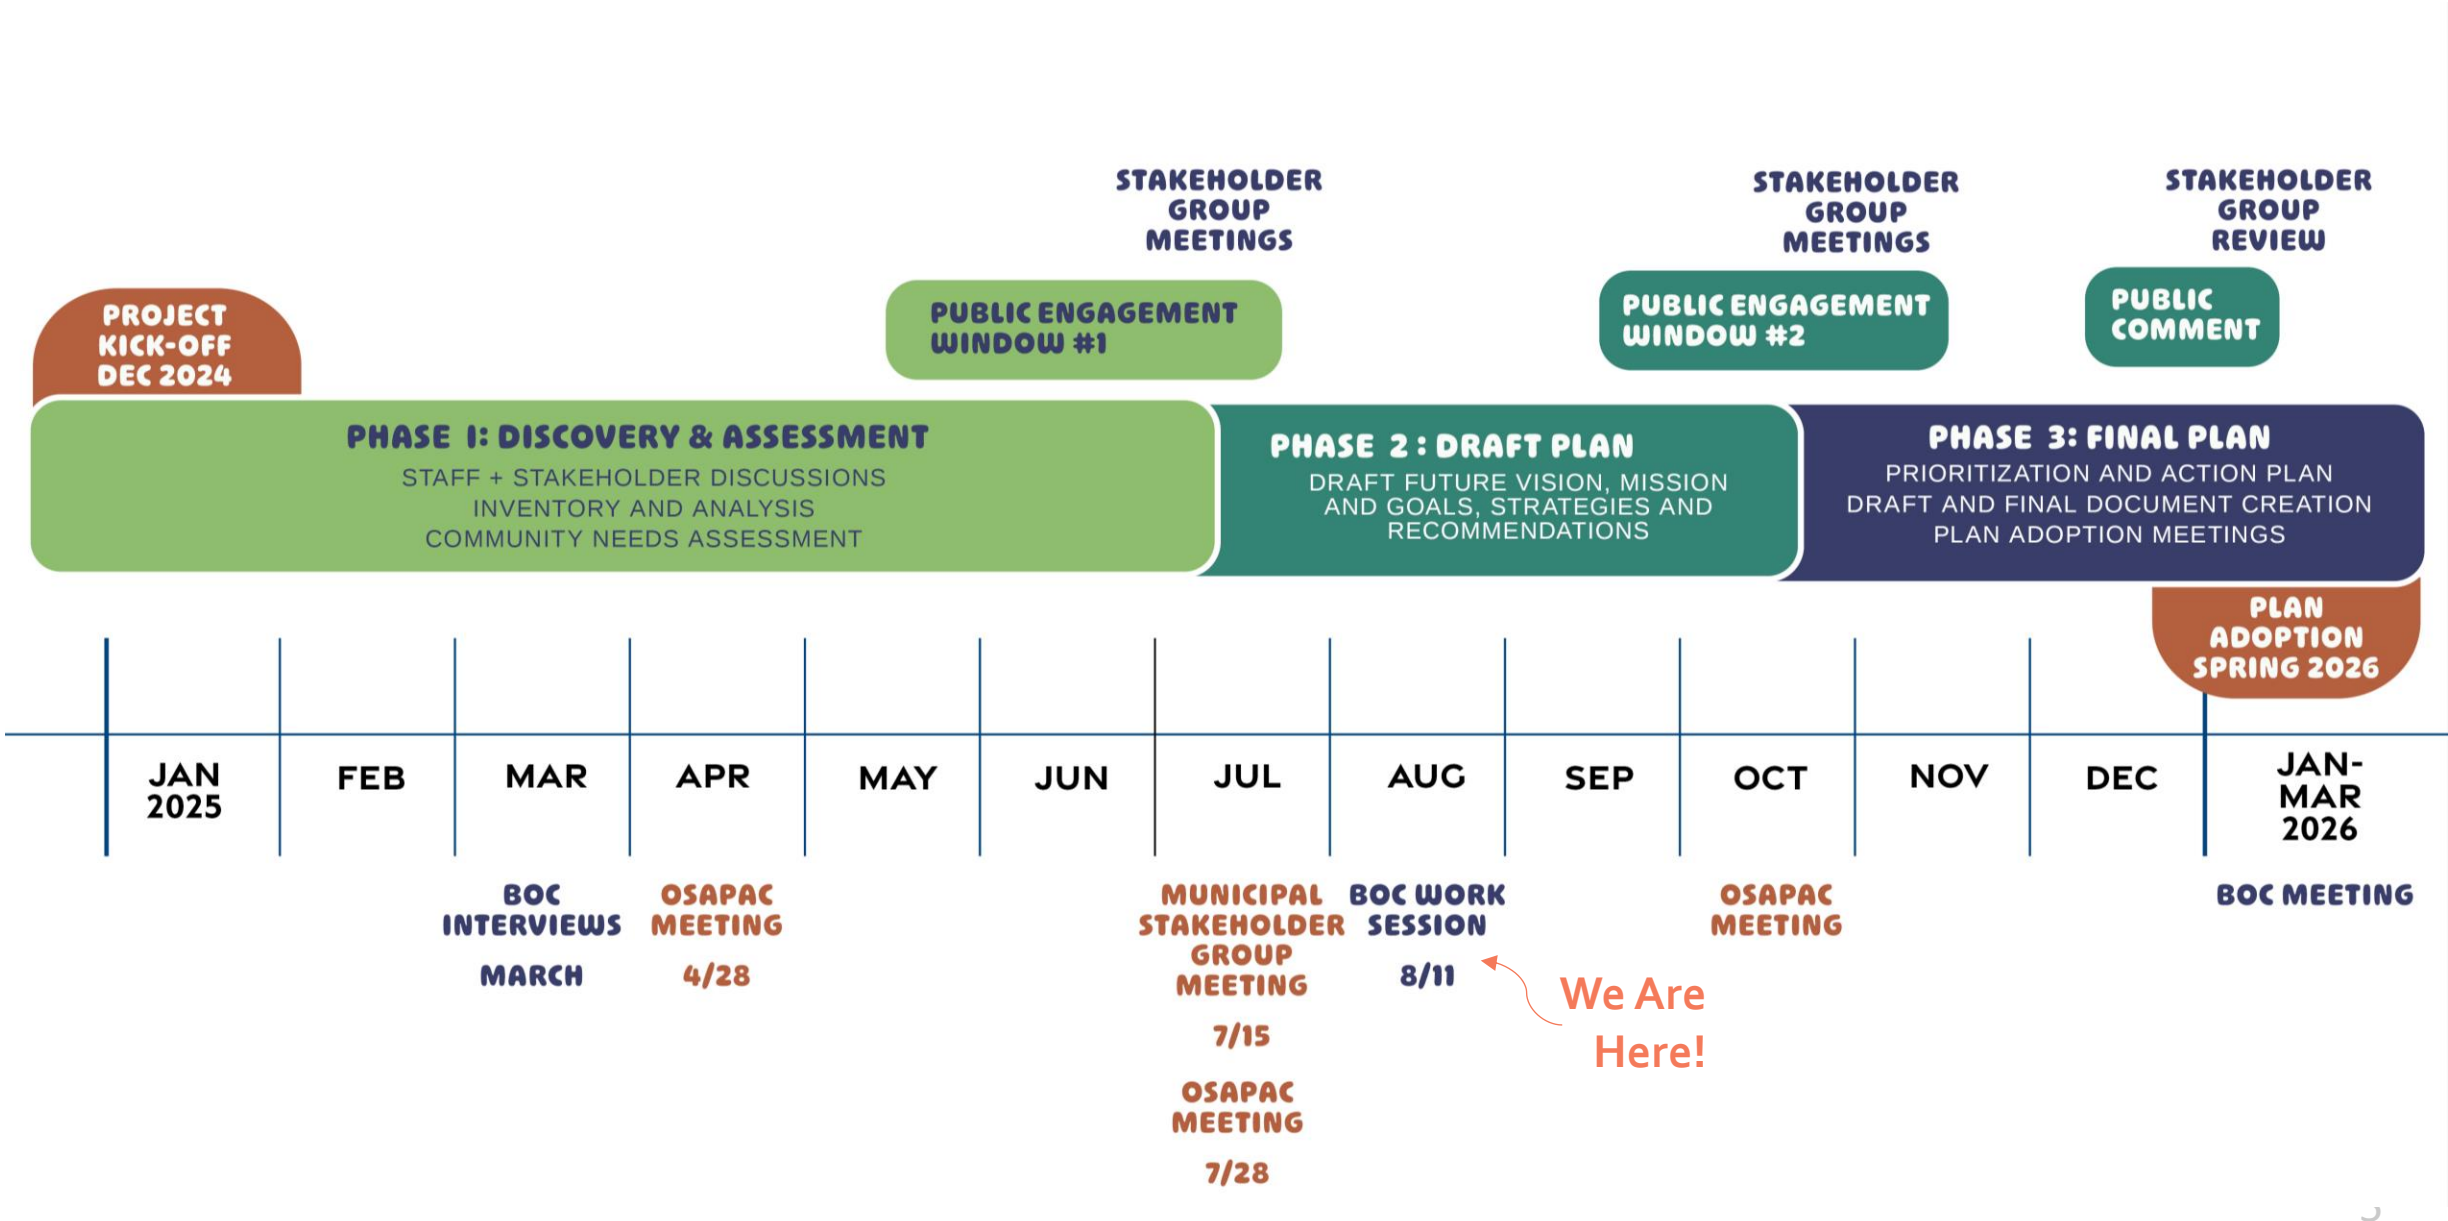 STAKEHOLDER
GROUP
MEETINGS
STAKEHOLDER
GROUP
MEETINGS
STAKEHOLDER
GROUP
REVIEW
PROJECT
KICK-OFF
DEC 2024
PUBLIC ENGAGEMENT
WINDOW #1
PUBLIC ENGAGEMENT
WINDOW #2
PUBLIC
COMMENT
PHASE 1: DISCOVERY & ASSESSMENT
STAFF + STAKEHOLDER DISCUSSIONS
INVENTORY AND ANALYSIS
COMMUNITY NEEDS ASSESSMENT
PHASE 2: DRAFT PLAN
DRAFT FUTURE VISION, MISSION
AND GOALS, STRATEGIES AND
RECOMMENDATIONS
PHASE 3: FINAL PLAN
PRIORITIZATION AND ACTION PLAN
DRAFT AND FINAL DOCUMENT CREATION
PLAN ADOPTION MEETINGS
PLAN
ADOPTION
SPRING 2026
JAN
2025
FEB
MAR
APR
MAY
JUN
JUL
AUG
SEP
OCT
NOV
DEC
JAN-
MAR
2026
BOC
INTERVIEWS
MARCH
OSAPAC
MEETING
4/28
MUNICIPAL
STAKEHOLDER
GROUP
MEETING
7/15
OSAPAC
MEETING
7/28
BOC WORK
SESSION
8/11
We Are
Here!
OSAPAC
MEETING
BOC MEETING